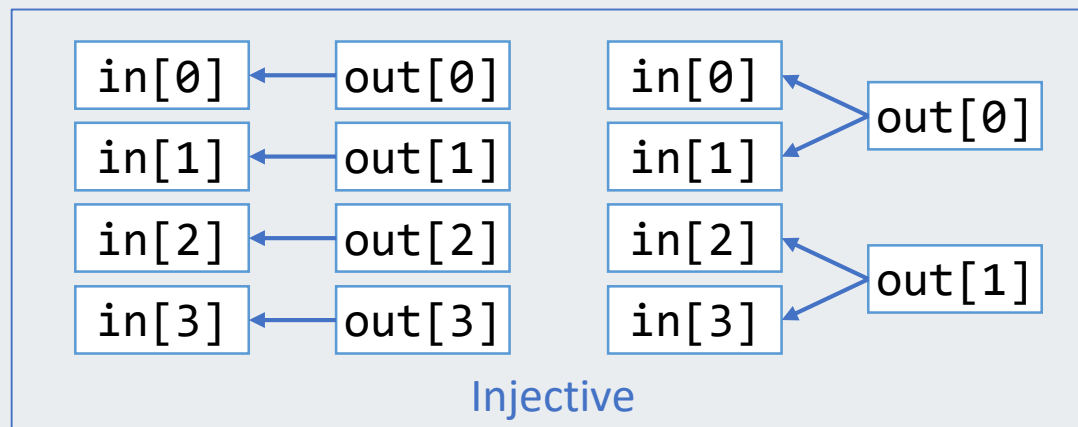 in[0] out[0] in[0]
out[0]
in[1] out[1] in[1]
in[2] out[2] in[2]
out[1]
in[3] out[3] in[3]
Injective